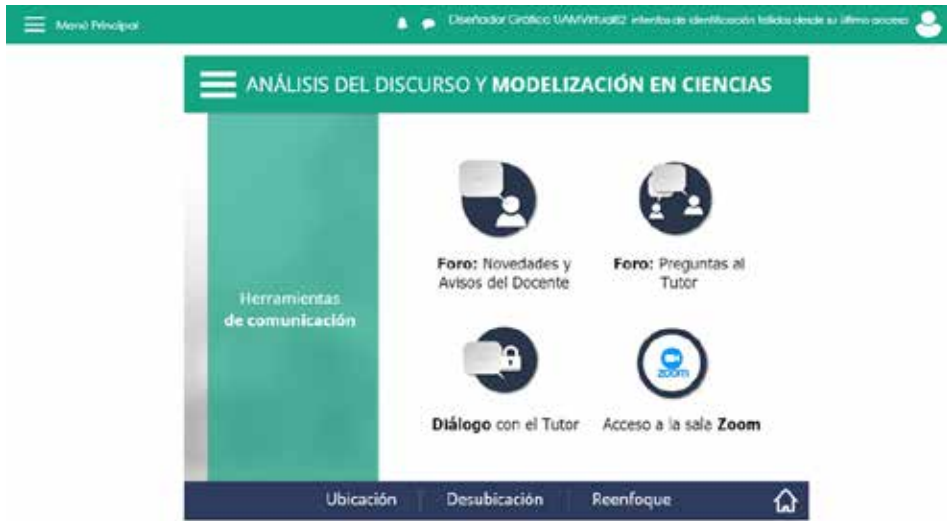 Menú Principal
Diseñador Gráfico UAMVirtual82 intentos de identificación fallidos desde su último acceso
ANÁLISIS DEL DISCURSO Y MODELIZACIÓN EN CIENCIAS
Herramientas
de comunicación
Foro: Novedades y
Avisos del Docente
Foro: Preguntas al
Tutor
zoom
Diálogo con el Tutor
Acceso a la sala Zoom
Ubicación
Desubicación
Reenfoque